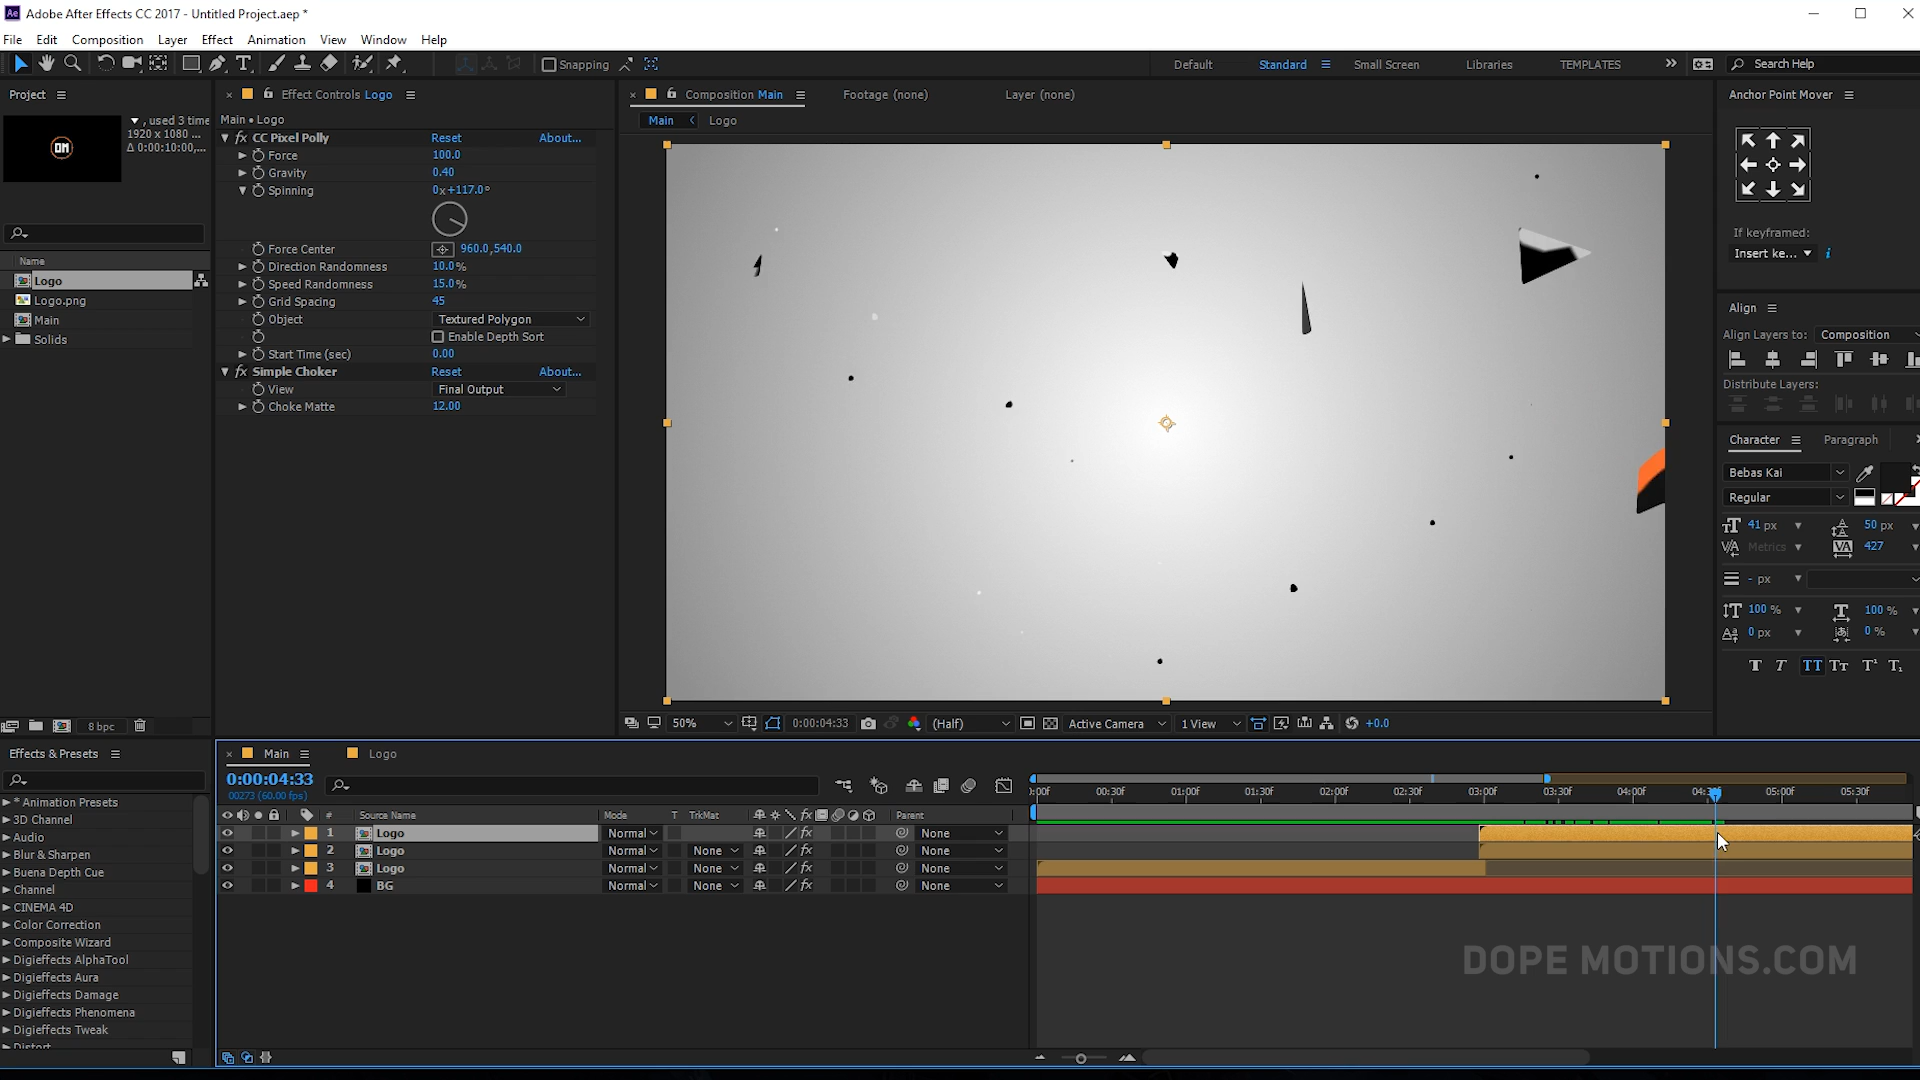 Adobe After Effects CC 2017 - Untitled Project.aep *
File Edit Composition Layer Effect Animation View Window Help
Snapping
Default Standard Small Screen Libraries TEMPLATES Search Help
Project
, used 3 time
1920 x 1080 ...
Δ 0:00:10:00,...
Name
Logo
Logo.png
Main
Solids
8 bpc
Effect Controls Logo
Main • Logo
CC Pixel Polly Reset About...
Force 100.0
Gravity 0.40
Spinning 0x+117.0°
Force Center 960.0,540.0
Direction Randomness 10.0%
Speed Randomness 15.0%
Grid Spacing 45
Object Textured Polygon
Enable Depth Sort
Start Time (sec) 0.00
Simple Choker Reset About...
View Final Output
Choke Matte 12.00
Composition Main Footage (none) Layer (none)
Main Logo
50% 0:00:04:33 (Half) Active Camera 1 View +0.0
Anchor Point Mover
If keyframed:
Insert ke...
Align
Align Layers to: Composition
Distribute Layers:
Character Paragraph
Bebas Kai
Regular
41 px 50 px
Metrics 427
- px
100 % 100 %
0 px 0 %
Effects & Presets
* Animation Presets
3D Channel
Audio
Blur & Sharpen
Buena Depth Cue
Channel
CINEMA 4D
Color Correction
Composite Wizard
Digieffects AlphaTool
Digieffects Aura
Digieffects Damage
Digieffects Phenomena
Digieffects Tweak
Distort
Main Logo
0:00:04:33
00273 (60.00 fps)
# Source Name Mode T TrkMat Parent
1 Logo Normal None
2 Logo Normal None None
3 Logo Normal None None
4 BG Normal None None
00:30f 01:00f 01:30f 02:00f 02:30f 03:00f 03:30f 04:00f 05:00f 05:30f
DOPE MOTIONS.COM